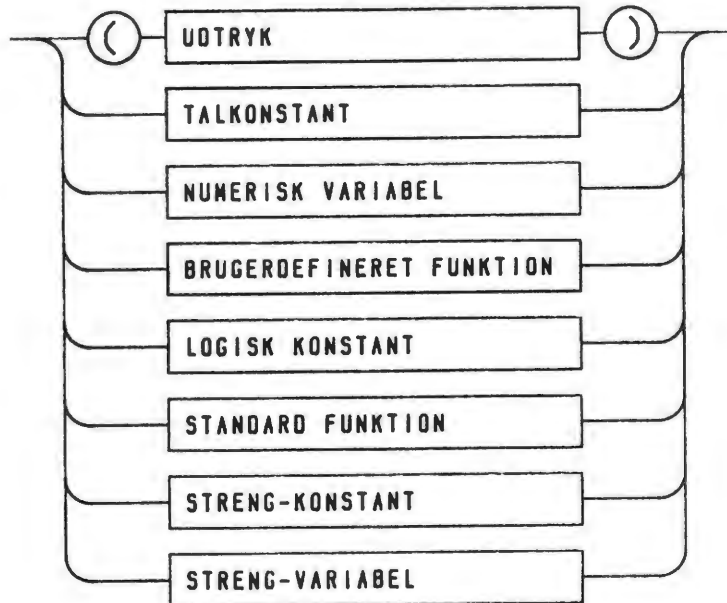 ( UDTRYK )
TALKONSTANT
NUMERISK VARIABEL
BRUGERDEFINERET FUNKTION
LOGISK KONSTANT
STANDARD FUNKTION
STRENG-KONSTANT
STRENG-VARIABEL